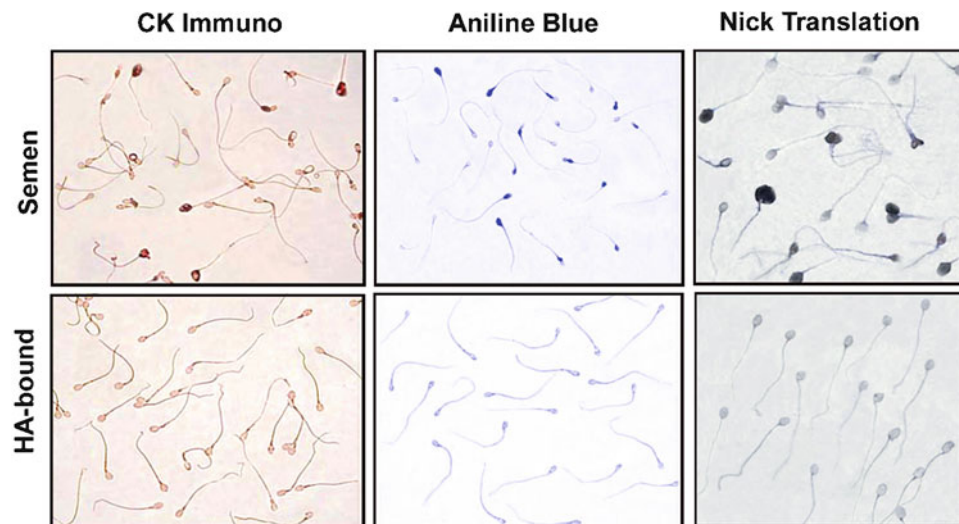 CK Immuno
Aniline Blue
Nick Translation
Semen
HA-bound